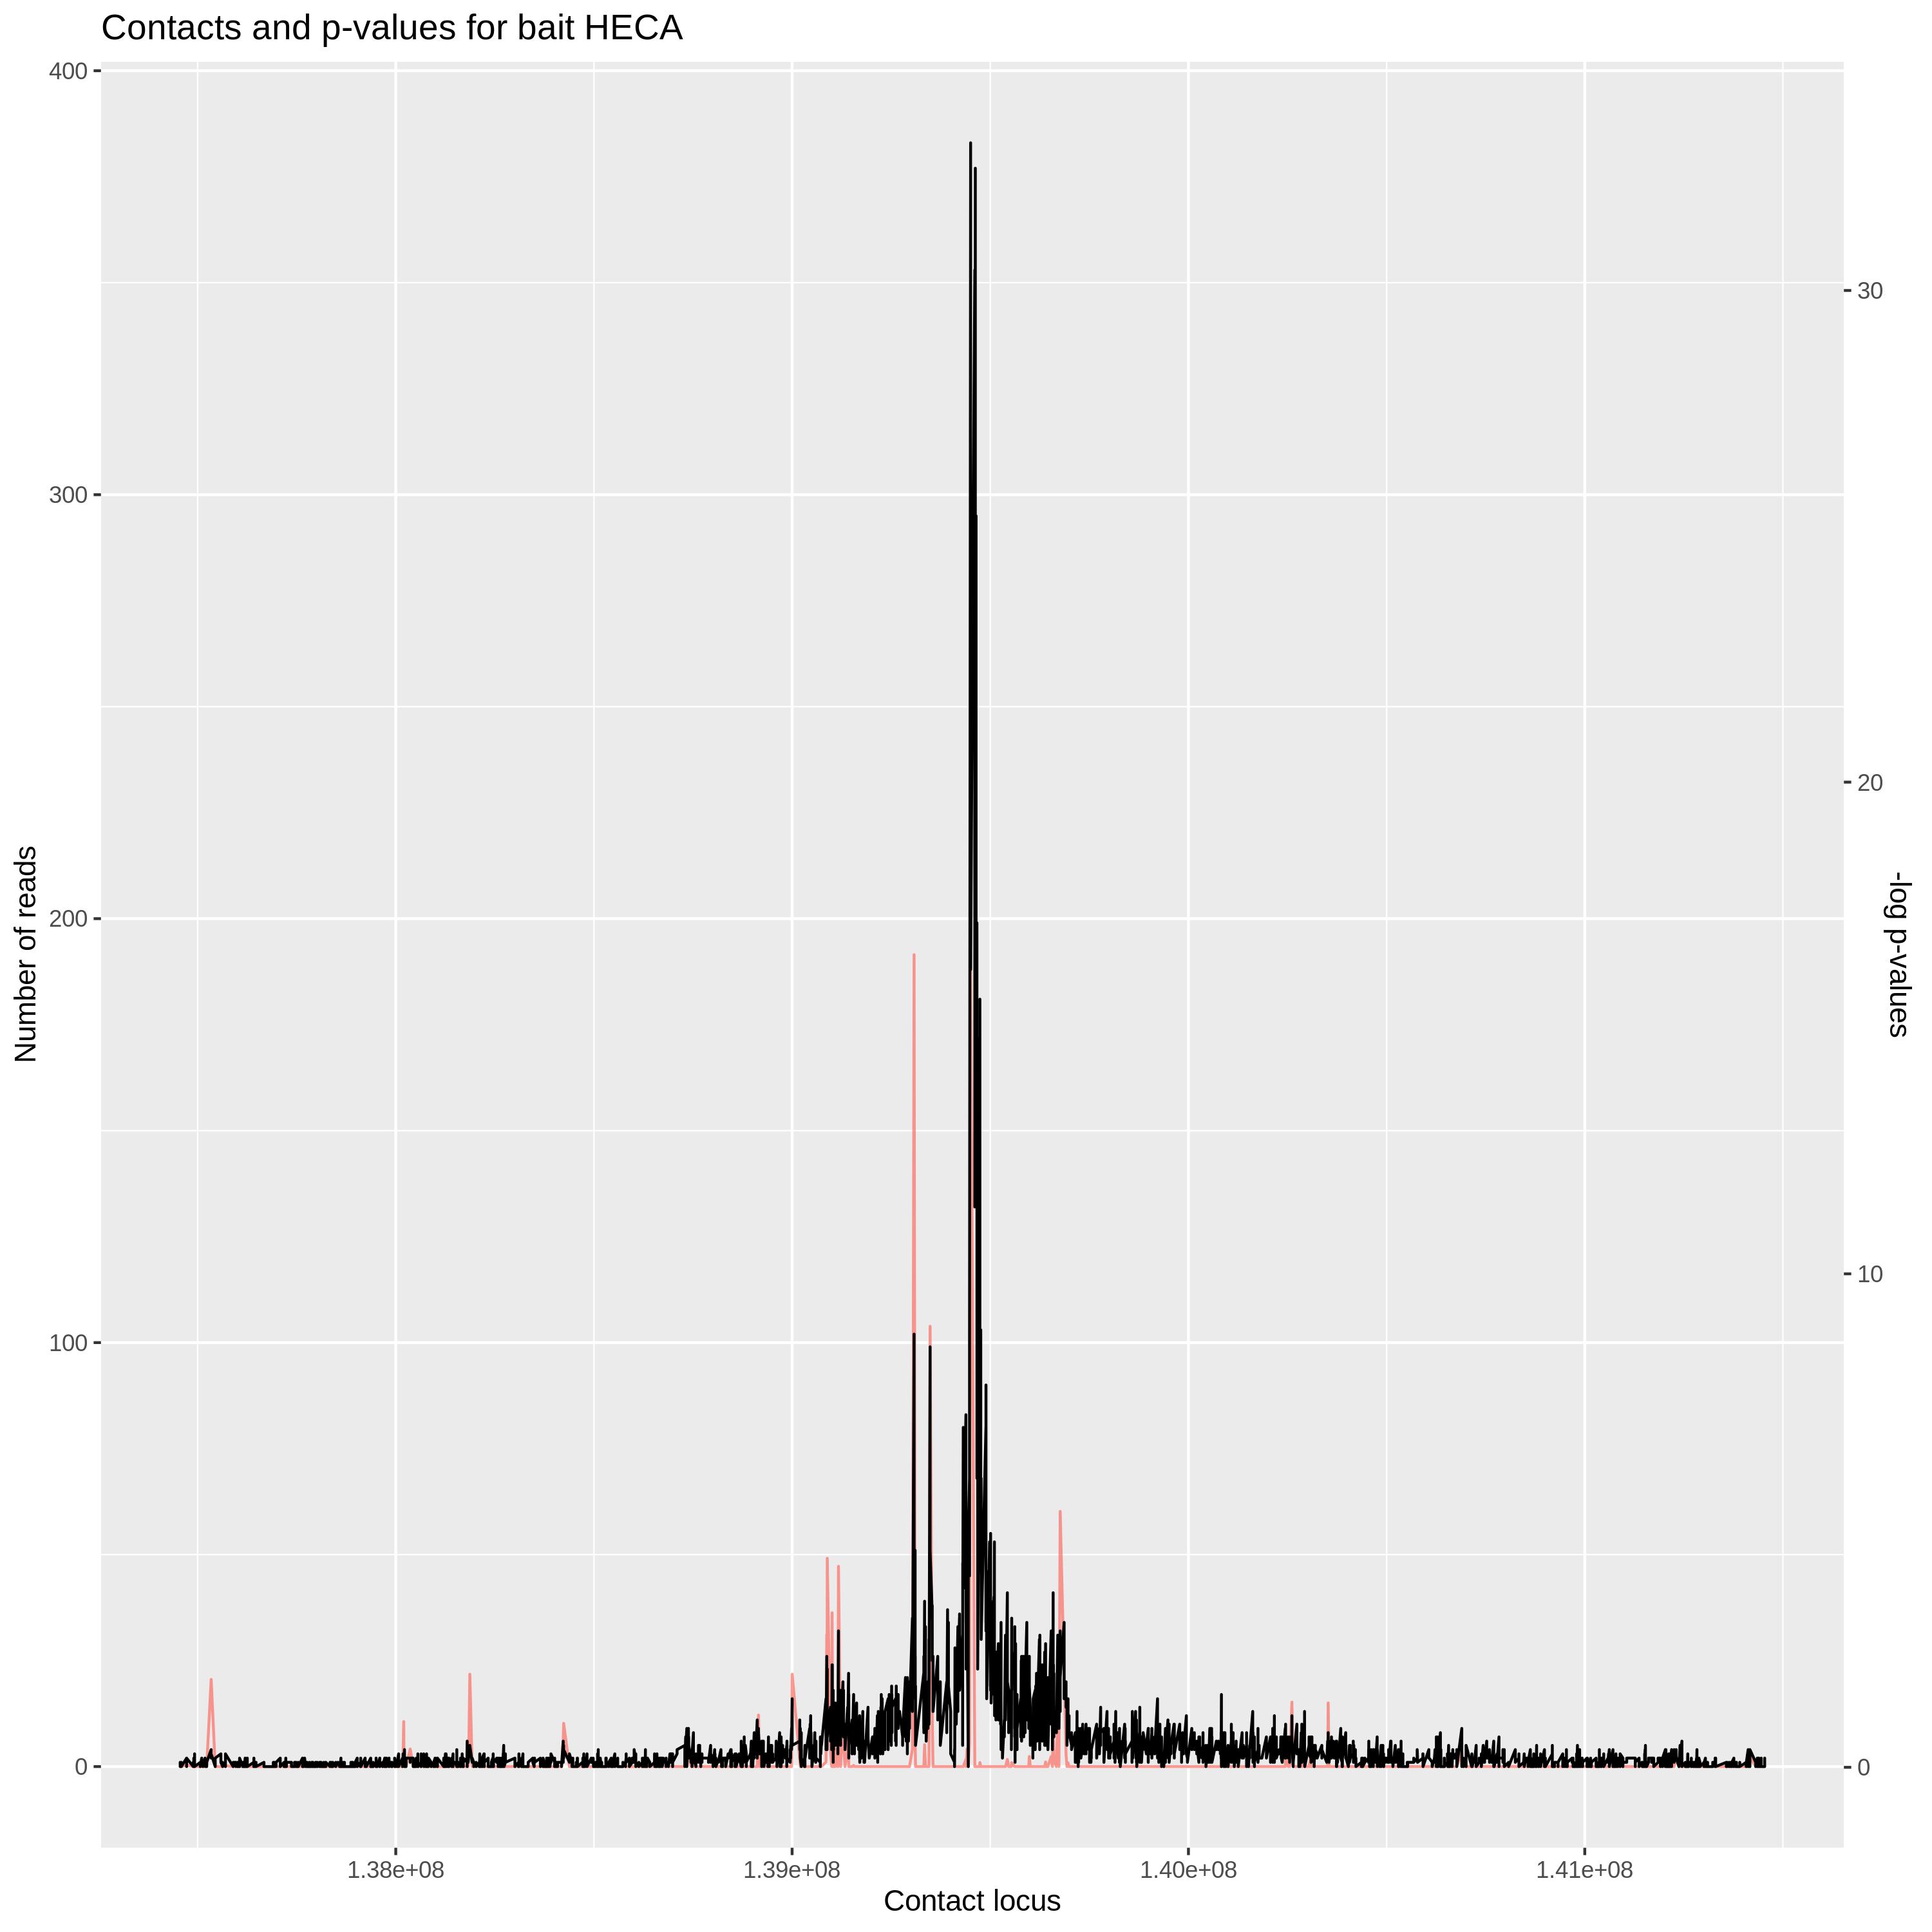 Contacts and p-values for bait HECA
400
300
200
100
0
Number of reads
30
20
10
0
-log p-values
1.38e+08
1.39e+08
1.40e+08
1.41e+08
Contact locus